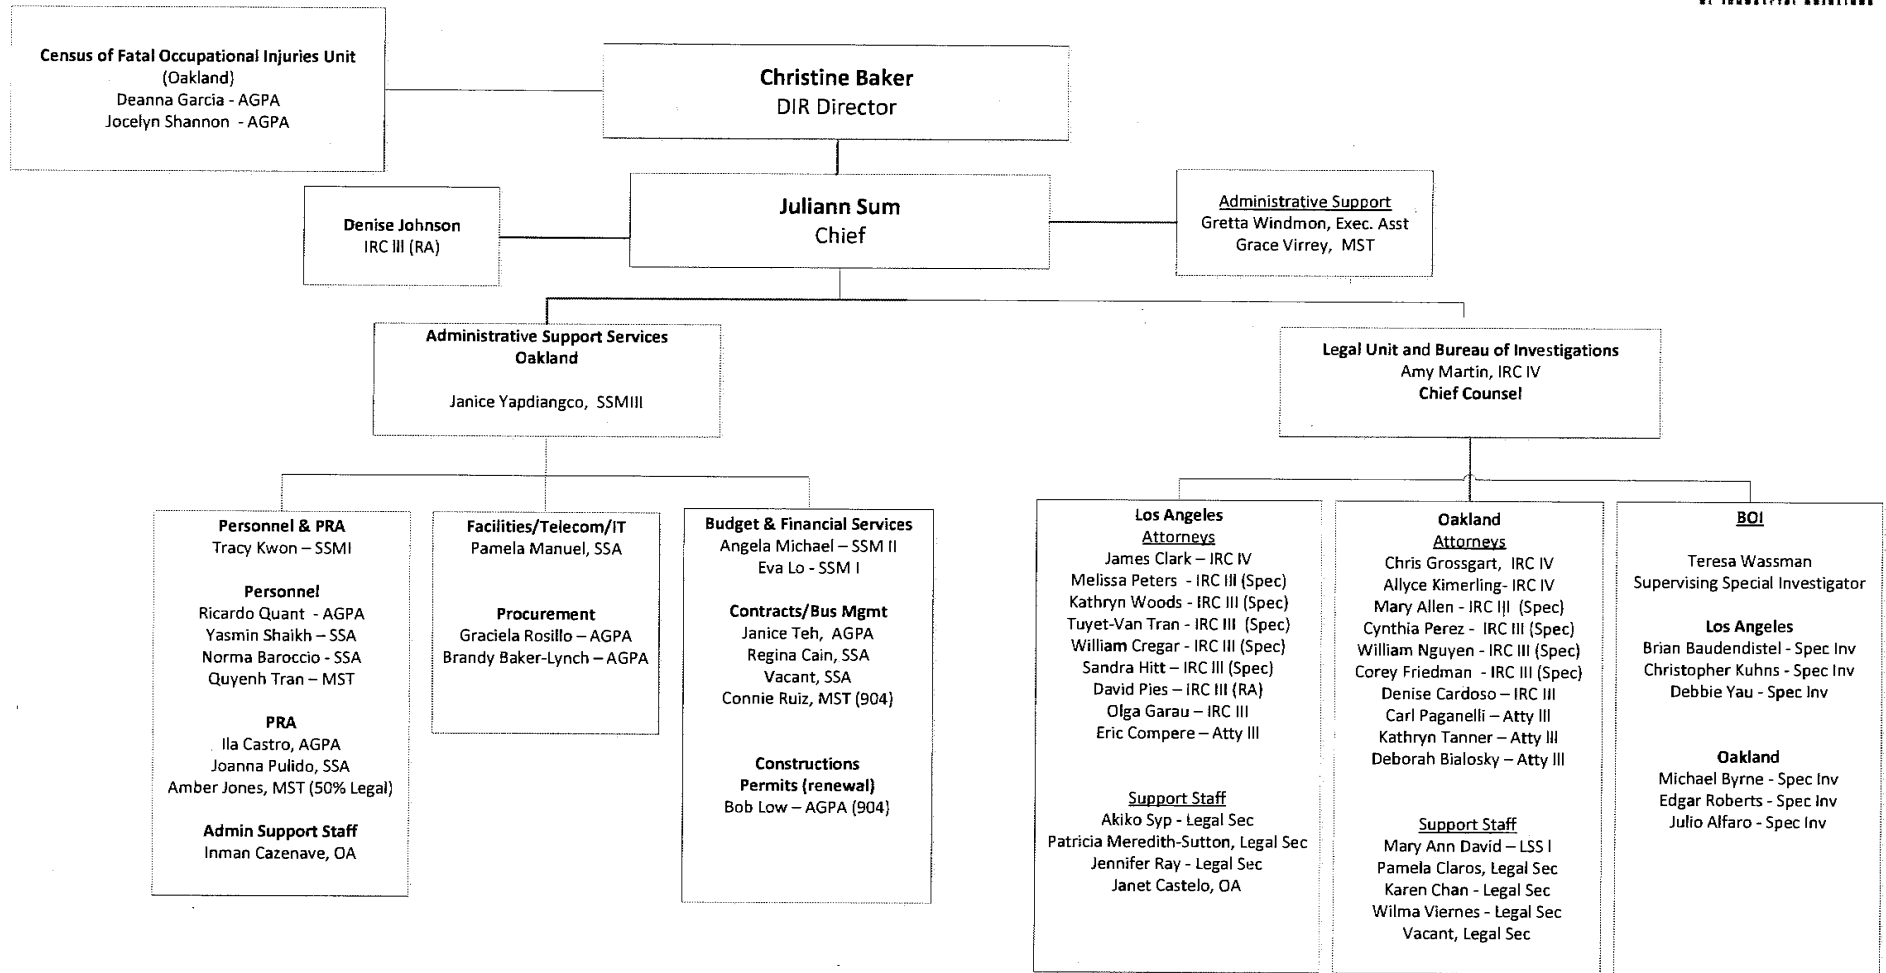 Census of Fatal Occupational Injuries Unit
(Oakland)
Deanna Garcia - AGPA
Jocelyn Shannon - AGPA
Christine Baker
DIR Director
Denise Johnson
IRC III (RA)
Juliann Sum
Chief
Administrative Support
Gretta Windmon, Exec. Asst
Grace Virrey, MST
Administrative Support Services
Oakland
Janice Yapdiangco, SSMIII
Legal Unit and Bureau of Investigations
Amy Martin, IRC IV
Chief Counsel
Personnel & PRA
Tracy Kwon – SSMI
Personnel
Ricardo Quant - AGPA
Yasmin Shaikh – SSA
Norma Baroccio - SSA
Quyenh Tran – MST
PRA
Ila Castro, AGPA
Joanna Pulido, SSA
Amber Jones, MST (50% Legal)
Admin Support Staff
Inman Cazenave, OA
Facilities/Telecom/IT
Pamela Manuel, SSA
Procurement
Graciela Rosillo – AGPA
Brandy Baker-Lynch – AGPA
Budget & Financial Services
Angela Michael – SSM II
Eva Lo - SSM I
Contracts/Bus Mgmt
Janice Teh, AGPA
Regina Cain, SSA
Vacant, SSA
Connie Ruiz, MST (904)
Constructions
Permits (renewal)
Bob Low – AGPA (904)
Los Angeles
Attorneys
James Clark – IRC IV
Melissa Peters - IRC III (Spec)
Kathryn Woods - IRC III (Spec)
Tuyet-Van Tran - IRC III (Spec)
William Cregar - IRC III (Spec)
Sandra Hitt – IRC III (Spec)
David Pies – IRC III (RA)
Olga Garau – IRC III
Eric Compere – Atty III
Support Staff
Akiko Syp - Legal Sec
Patricia Meredith-Sutton, Legal Sec
Jennifer Ray - Legal Sec
Janet Castelo, OA
Oakland
Attorneys
Chris Grossgart, IRC IV
Allyce Kimerling- IRC IV
Mary Allen - IRC III (Spec)
Cynthia Perez - IRC III (Spec)
William Nguyen - IRC III (Spec)
Corey Friedman - IRC III (Spec)
Denise Cardoso – IRC III
Carl Paganelli – Atty III
Kathryn Tanner – Atty III
Deborah Bialosky – Atty III
Support Staff
Mary Ann David – LSS I
Pamela Claros, Legal Sec
Karen Chan - Legal Sec
Wilma Viernes - Legal Sec
Vacant, Legal Sec
BOI
Teresa Wassman
Supervising Special Investigator
Los Angeles
Brian Baudendistel - Spec Inv
Christopher Kuhns - Spec Inv
Debbie Yau - Spec Inv
Oakland
Michael Byrne - Spec Inv
Edgar Roberts - Spec Inv
Julio Alfaro - Spec Inv